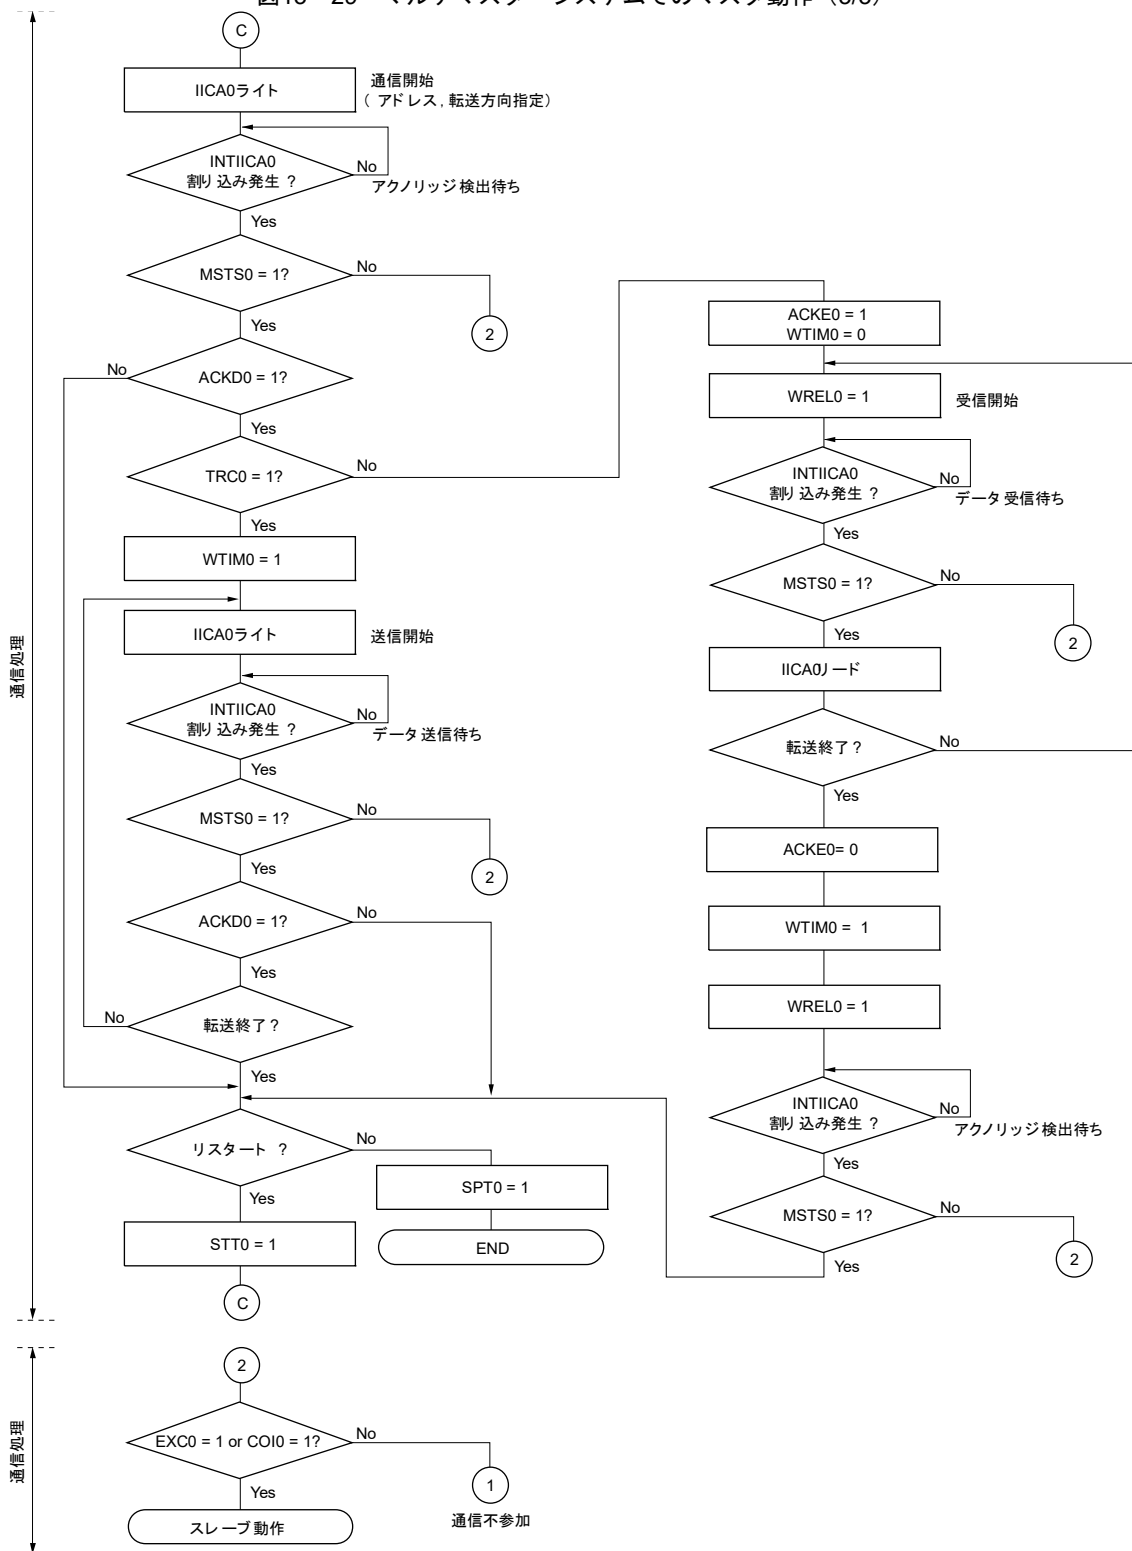 C
IICA0ライト
通信開始
（ アドレス，転送方向指定）
INTIICA0
割り込み発生 ？
No
アクノリッジ検出待ち
Yes
MSTS0 = 1?
No
2
Yes
ACKD0 = 1?
No
Yes
TRC0 = 1?
No
Yes
WTIM0 = 1
IICA0ライト
送信開始
INTIICA0
割り込み発生 ？
No
データ送信待ち
Yes
MSTS0 = 1?
No
2
Yes
ACKD0 = 1?
No
Yes
転送終了？
No
Yes
リスタート ？
No
Yes
SPT0 = 1
END
STT0 = 1
C
ACKE0 = 1
WTIM0 = 0
WREL0 = 1
受信開始
INTIICA0
割り込み発生 ？
No
データ受信待ち
Yes
MSTS0 = 1?
No
2
Yes
IICA0リード
転送終了？
No
Yes
ACKE0= 0
WTIM0 = 1
WREL0 = 1
INTIICA0
割り込み発生 ？
No
アクノリッジ検出待ち
Yes
MSTS0 = 1?
No
2
Yes
通信処理
2
EXC0 = 1 or COI0 = 1?
No
1
通信不参加
Yes
スレーブ動作
通信処理